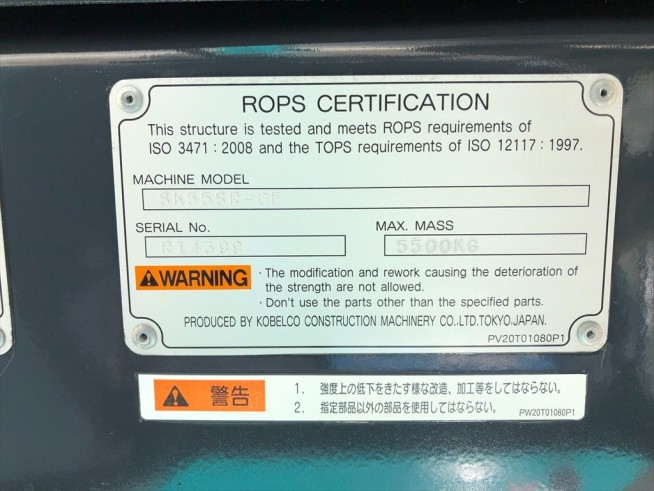 ROPS CERTIFICATION
This structure is tested and meets ROPS requirements of
ISO 3471 : 2008 and the TOPS requirements of ISO 12117 : 1997.
MACHINE MODEL
SK55SR-6E
SERIAL No.
MAX. MASS
5500KG
WARNING
・The modification and rework causing the deterioration of
the strength are not allowed.
・Don't use the parts other than the specified parts.
PRODUCED BY KOBELCO CONSTRUCTION MACHINERY CO.,LTD.TOKYO.JAPAN.
PV20T01080P1
警告
1. 強度上の低下をきたす様な改造、加工等をしてはならない。
2. 指定部品以外の部品を使用してはならない。
PW20T01080P1